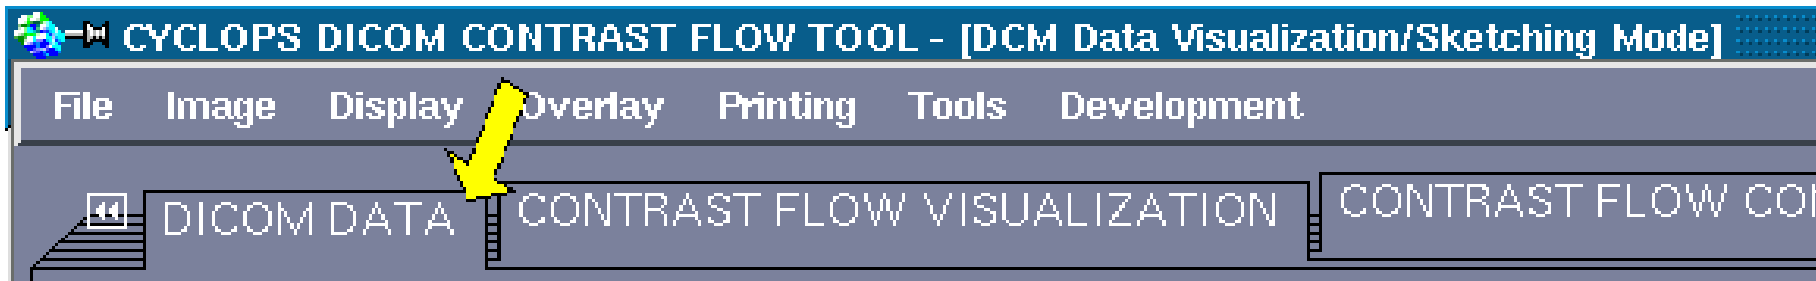 CYCLOPS DICOM CONTRAST FLOW TOOL - [DCM Data Visualization/Sketching Mode]
File Image Display Overlay Printing Tools Development
DICOM DATA CONTRAST FLOW VISUALIZATION CONTRAST FLOW